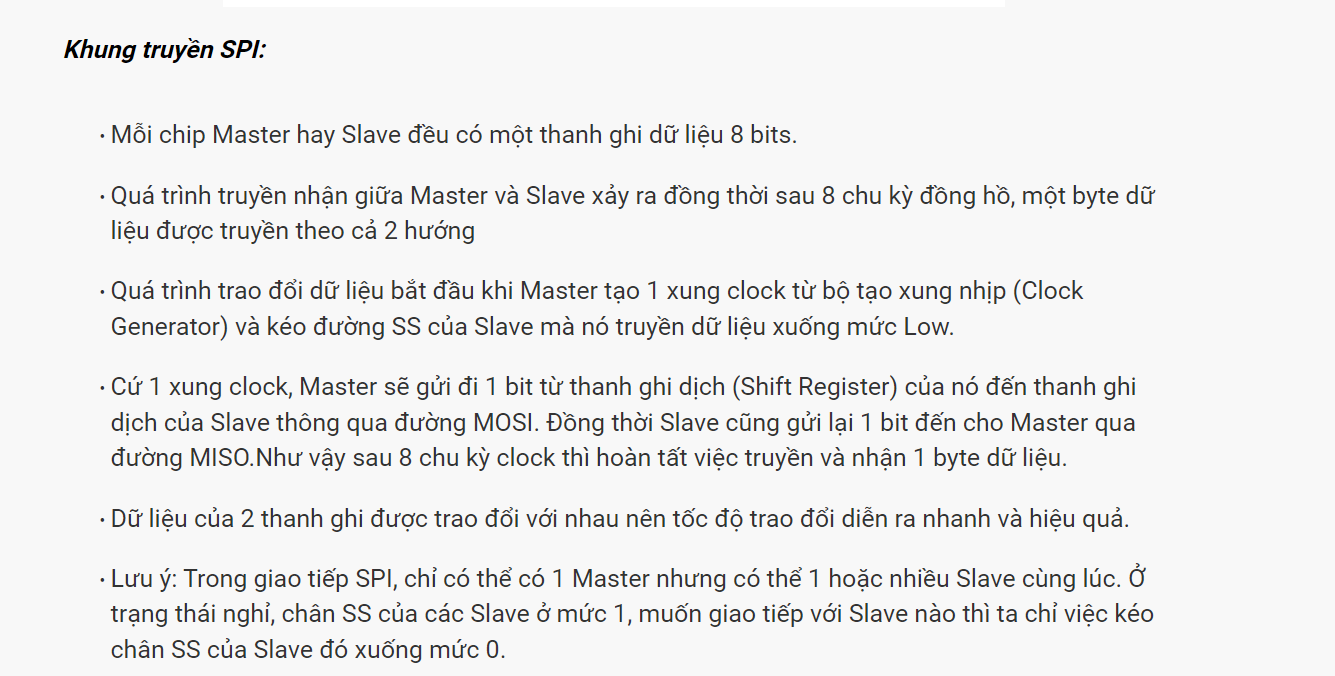 Khung truyền SPI:
• Mỗi chip Master hay Slave đều có một thanh ghi dữ liệu 8 bits.
• Quá trình truyền nhận giữa Master và Slave xảy ra đồng thời sau 8 chu kỳ đồng hồ, một byte dữ
liệu được truyền theo cả 2 hướng
• Quá trình trao đổi dữ liệu bắt đầu khi Master tạo 1 xung clock từ bộ tạo xung nhịp (Clock
Generator) và kéo đường SS của Slave mà nó truyền dữ liệu xuống mức Low.
• Cứ 1 xung clock, Master sẽ gửi đi 1 bit từ thanh ghi dịch (Shift Register) của nó đến thanh ghi
dịch của Slave thông qua đường MOSI. Đồng thời Slave cũng gửi lại 1 bit đến cho Master qua
đường MISO.Như vậy sau 8 chu kỳ clock thì hoàn tất việc truyền và nhận 1 byte dữ liệu.
• Dữ liệu của 2 thanh ghi được trao đổi với nhau nên tốc độ trao đổi diễn ra nhanh và hiệu quả.
• Lưu ý: Trong giao tiếp SPI, chỉ có thể có 1 Master nhưng có thể 1 hoặc nhiều Slave cùng lúc. Ở
trạng thái nghỉ, chân SS của các Slave ở mức 1, muốn giao tiếp với Slave nào thì ta chỉ việc kéo
chân SS của Slave đó xuống mức 0.